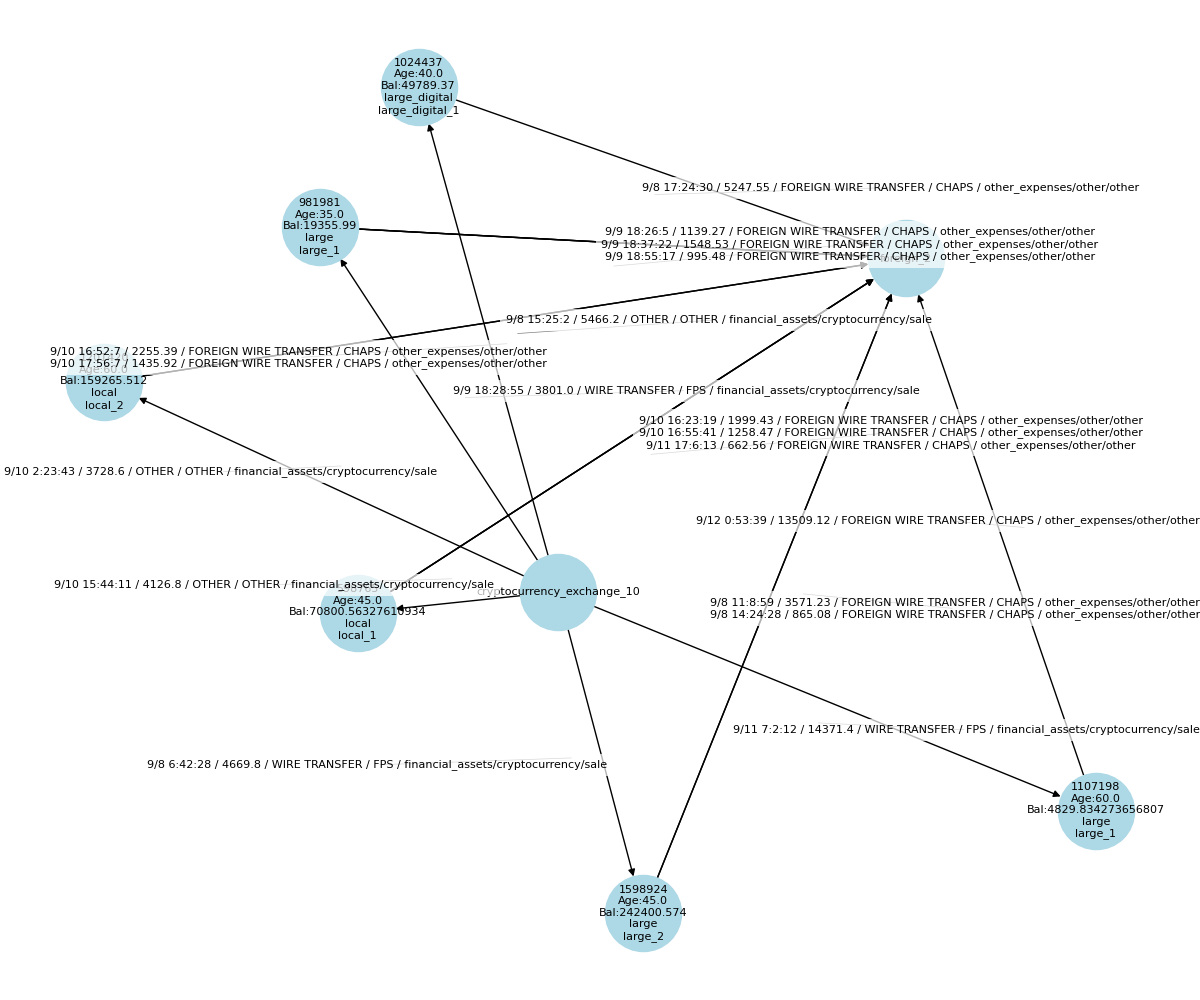 1024437
Age:40.0
Bal:49789.37
large_digital
large_digital_1
9/8 17:24:30 / 5247.55 / FOREIGN WIRE TRANSFER / CHAPS / other_expenses/other/other
981981
Age:35.0
Bal:19355.99
large
large_1
9/9 18:26:5 / 1139.27 / FOREIGN WIRE TRANSFER / CHAPS / other_expenses/other/other
9/9 18:37:22 / 1548.53 / FOREIGN WIRE TRANSFER / CHAPS / other_expenses/other/other
9/9 18:55:17 / 995.48 / FOREIGN WIRE TRANSFER / CHAPS / other_expenses/other/other
9/8 15:25:2 / 5466.2 / OTHER / OTHER / financial_assets/cryptocurrency/sale
9/10 16:52:7 / 2255.39 / FOREIGN WIRE TRANSFER / CHAPS / other_expenses/other/other
9/10 17:56:7 / 1435.92 / FOREIGN WIRE TRANSFER / CHAPS / other_expenses/other/other
Age:60.0
Bal:159265.512
local
local_2
9/9 18:28:55 / 3801.0 / WIRE TRANSFER / FPS / financial_assets/cryptocurrency/sale
9/10 16:23:19 / 1999.43 / FOREIGN WIRE TRANSFER / CHAPS / other_expenses/other/other
9/10 16:55:41 / 1258.47 / FOREIGN WIRE TRANSFER / CHAPS / other_expenses/other/other
9/11 17:6:13 / 662.56 / FOREIGN WIRE TRANSFER / CHAPS / other_expenses/other/other
9/10 2:23:43 / 3728.6 / OTHER / OTHER / financial_assets/cryptocurrency/sale
9/12 0:53:39 / 13509.12 / FOREIGN WIRE TRANSFER / CHAPS / other_expenses/other/other
9/10 15:44:11 / 4126.8 / OTHER / OTHER / financial_assets/cryptocurrency/sale
Age:45.0
Bal:70800.56327610934
local
local_1
cryptocurrency_exchange_10
9/8 11:8:59 / 3571.23 / FOREIGN WIRE TRANSFER / CHAPS / other_expenses/other/other
9/8 14:24:28 / 865.08 / FOREIGN WIRE TRANSFER / CHAPS / other_expenses/other/other
9/11 7:2:12 / 14371.4 / WIRE TRANSFER / FPS / financial_assets/cryptocurrency/sale
9/8 6:42:28 / 4669.8 / WIRE TRANSFER / FPS / financial_assets/cryptocurrency/sale
1107198
Age:60.0
Bal:4829.834273656807
large
large_1
1598924
Age:45.0
Bal:242400.574
large
large_2